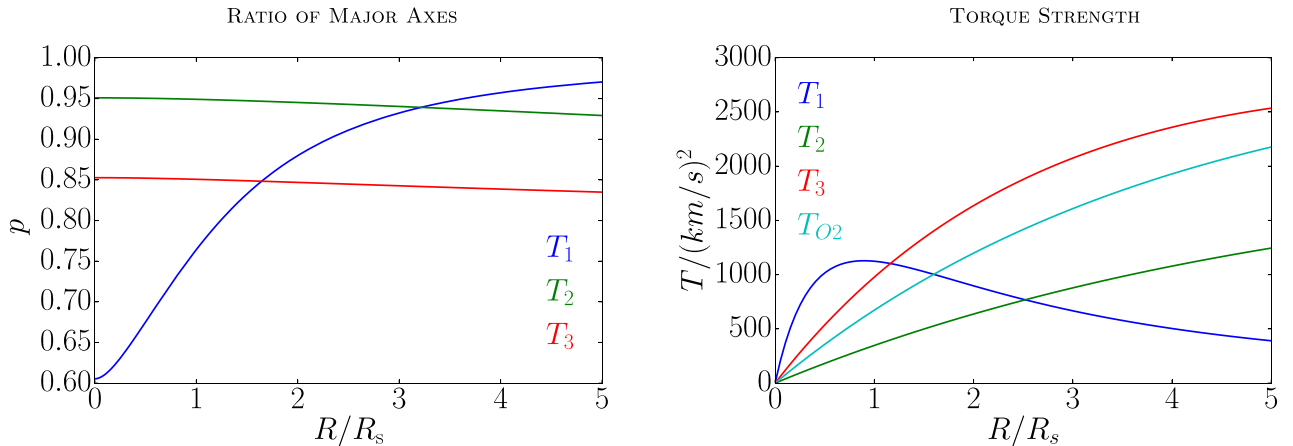 Ratio of Major Axes
1.00
0.95
0.90
0.85
0.80
0.75
0.70
0.65
0.60
p
T1
T2
T3
0 1 2 3 4 5
R/Rs
Torque Strength
3000
2500
2000
1500
1000
500
0
T/(km/s)²
T1
T2
T3
TO2
0 1 2 3 4 5
R/Rs